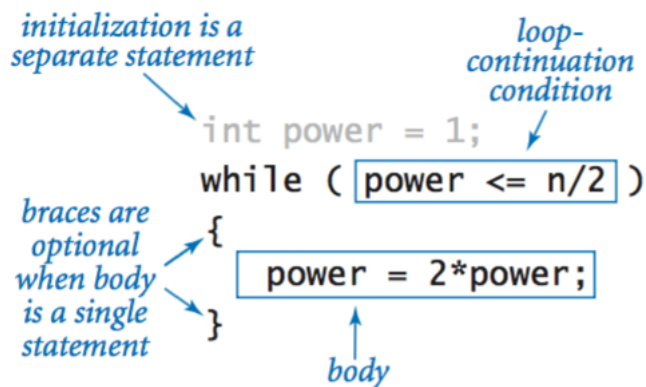 initialization is a
separate statement
loop-
continuation
condition
int power = 1;
while ( power <= n/2 )
{
power = 2*power;
}
braces are
optional
when body
is a single
statement
body